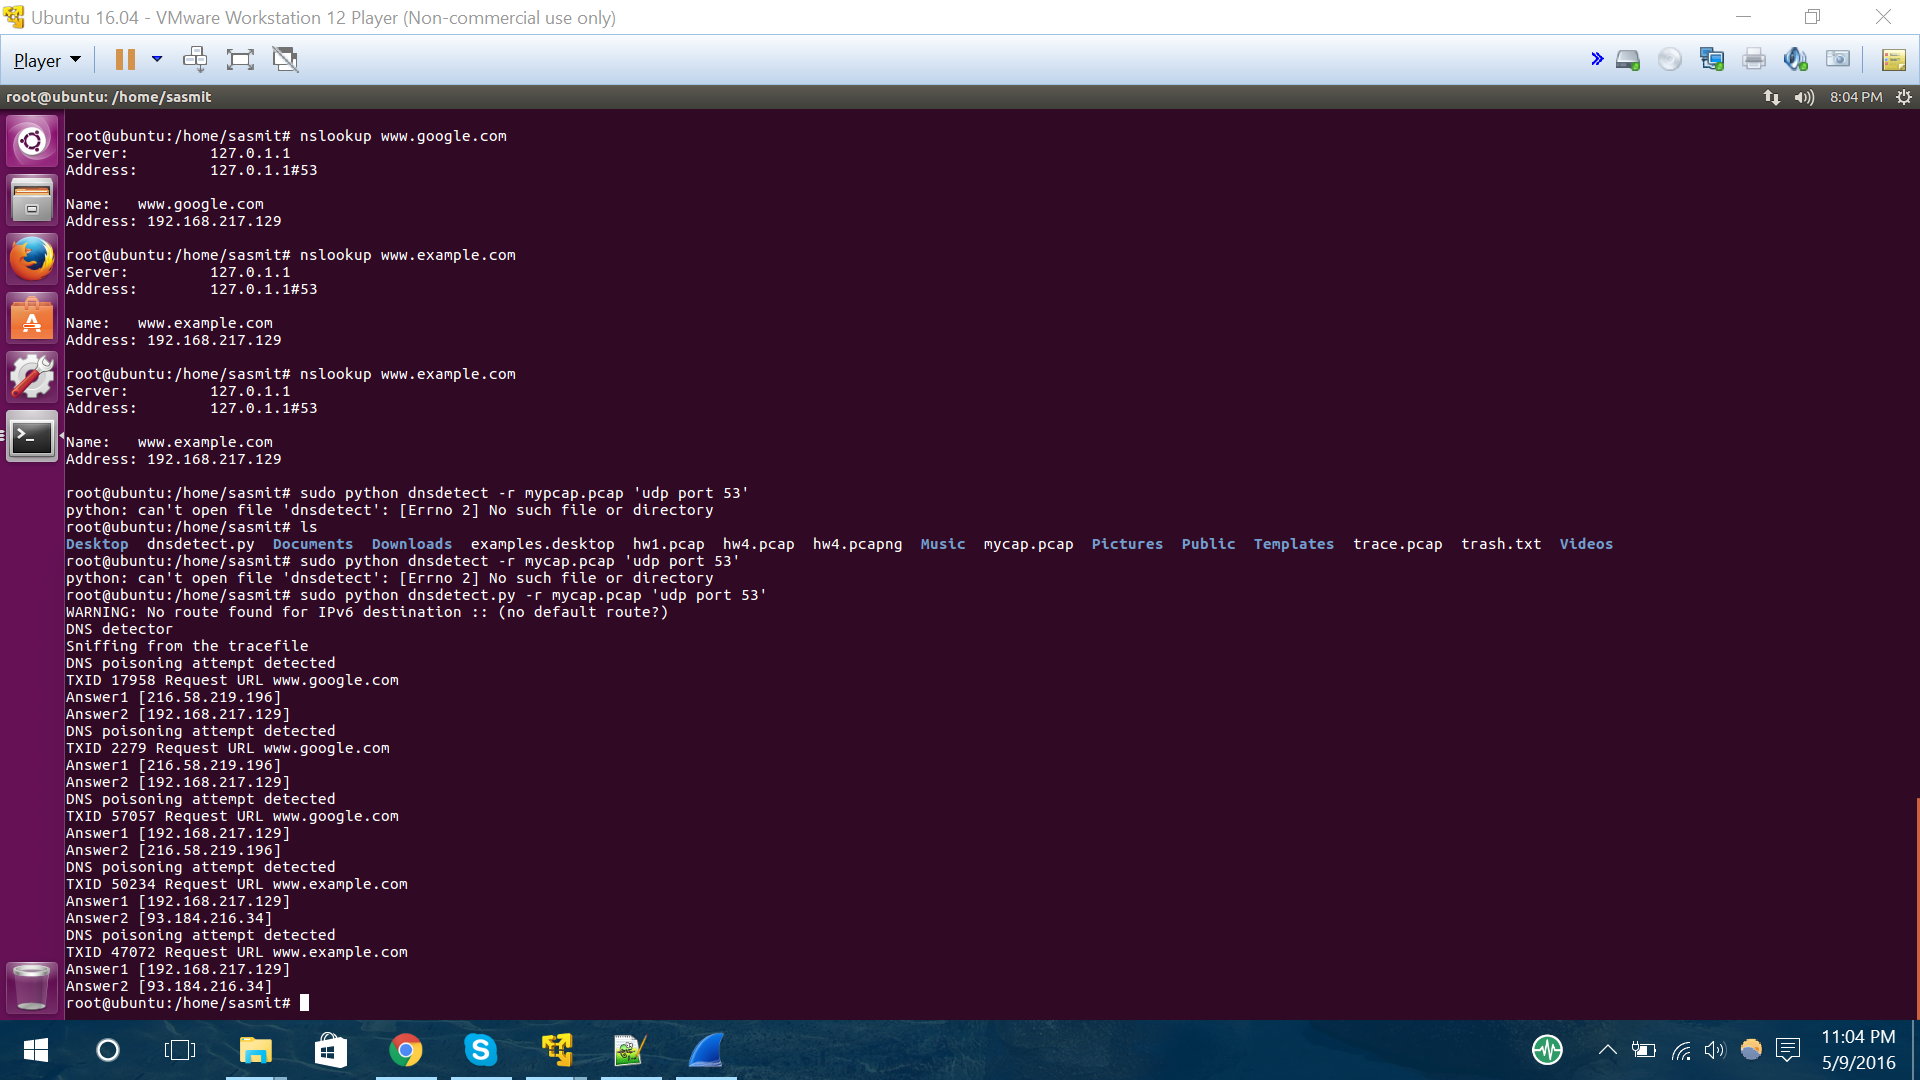 Ubuntu 16.04 - VMware Workstation 12 Player (Non-commercial use only)
Player
root@ubuntu: /home/sasmit
8:04 PM
root@ubuntu:/home/sasmit# nslookup www.google.com
Server:         127.0.1.1
Address:        127.0.1.1#53
Name:   www.google.com
Address: 192.168.217.129
root@ubuntu:/home/sasmit# nslookup www.example.com
Server:         127.0.1.1
Address:        127.0.1.1#53
Name:   www.example.com
Address: 192.168.217.129
root@ubuntu:/home/sasmit# nslookup www.example.com
Server:         127.0.1.1
Address:        127.0.1.1#53
Name:   www.example.com
Address: 192.168.217.129
root@ubuntu:/home/sasmit# sudo python dnsdetect -r mypcap.pcap 'udp port 53'
python: can't open file 'dnsdetect': [Errno 2] No such file or directory
root@ubuntu:/home/sasmit# ls
Desktop  dnsdetect.py  Documents  Downloads  examples.desktop  hw1.pcap  hw4.pcap  hw4.pcapng  Music  mycap.pcap  Pictures  Public  Templates  trace.pcap  trash.txt  Videos
root@ubuntu:/home/sasmit# sudo python dnsdetect -r mycap.pcap 'udp port 53'
python: can't open file 'dnsdetect': [Errno 2] No such file or directory
root@ubuntu:/home/sasmit# sudo python dnsdetect.py -r mycap.pcap 'udp port 53'
WARNING: No route found for IPv6 destination :: (no default route?)
DNS detector
Sniffing from the tracefile
DNS poisoning attempt detected
TXID 17958 Request URL www.google.com
Answer1 [216.58.219.196]
Answer2 [192.168.217.129]
DNS poisoning attempt detected
TXID 2279 Request URL www.google.com
Answer1 [216.58.219.196]
Answer2 [192.168.217.129]
DNS poisoning attempt detected
TXID 57057 Request URL www.google.com
Answer1 [192.168.217.129]
Answer2 [216.58.219.196]
DNS poisoning attempt detected
TXID 50234 Request URL www.example.com
Answer1 [192.168.217.129]
Answer2 [93.184.216.34]
DNS poisoning attempt detected
TXID 47072 Request URL www.example.com
Answer1 [192.168.217.129]
Answer2 [93.184.216.34]
root@ubuntu:/home/sasmit#
11:04 PM
5/9/2016